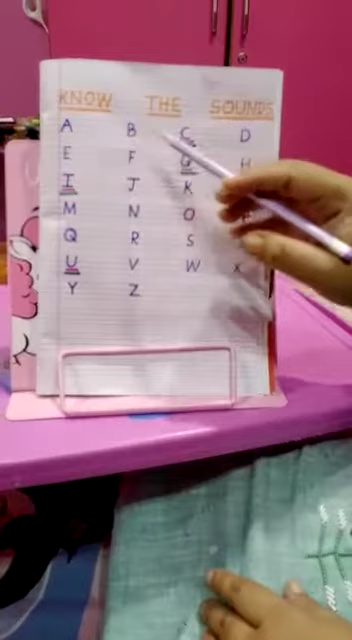 KNOW THE SOUNDS
A B C D
E F G H
I J K
M N O
Q R S
U V W X
Y Z